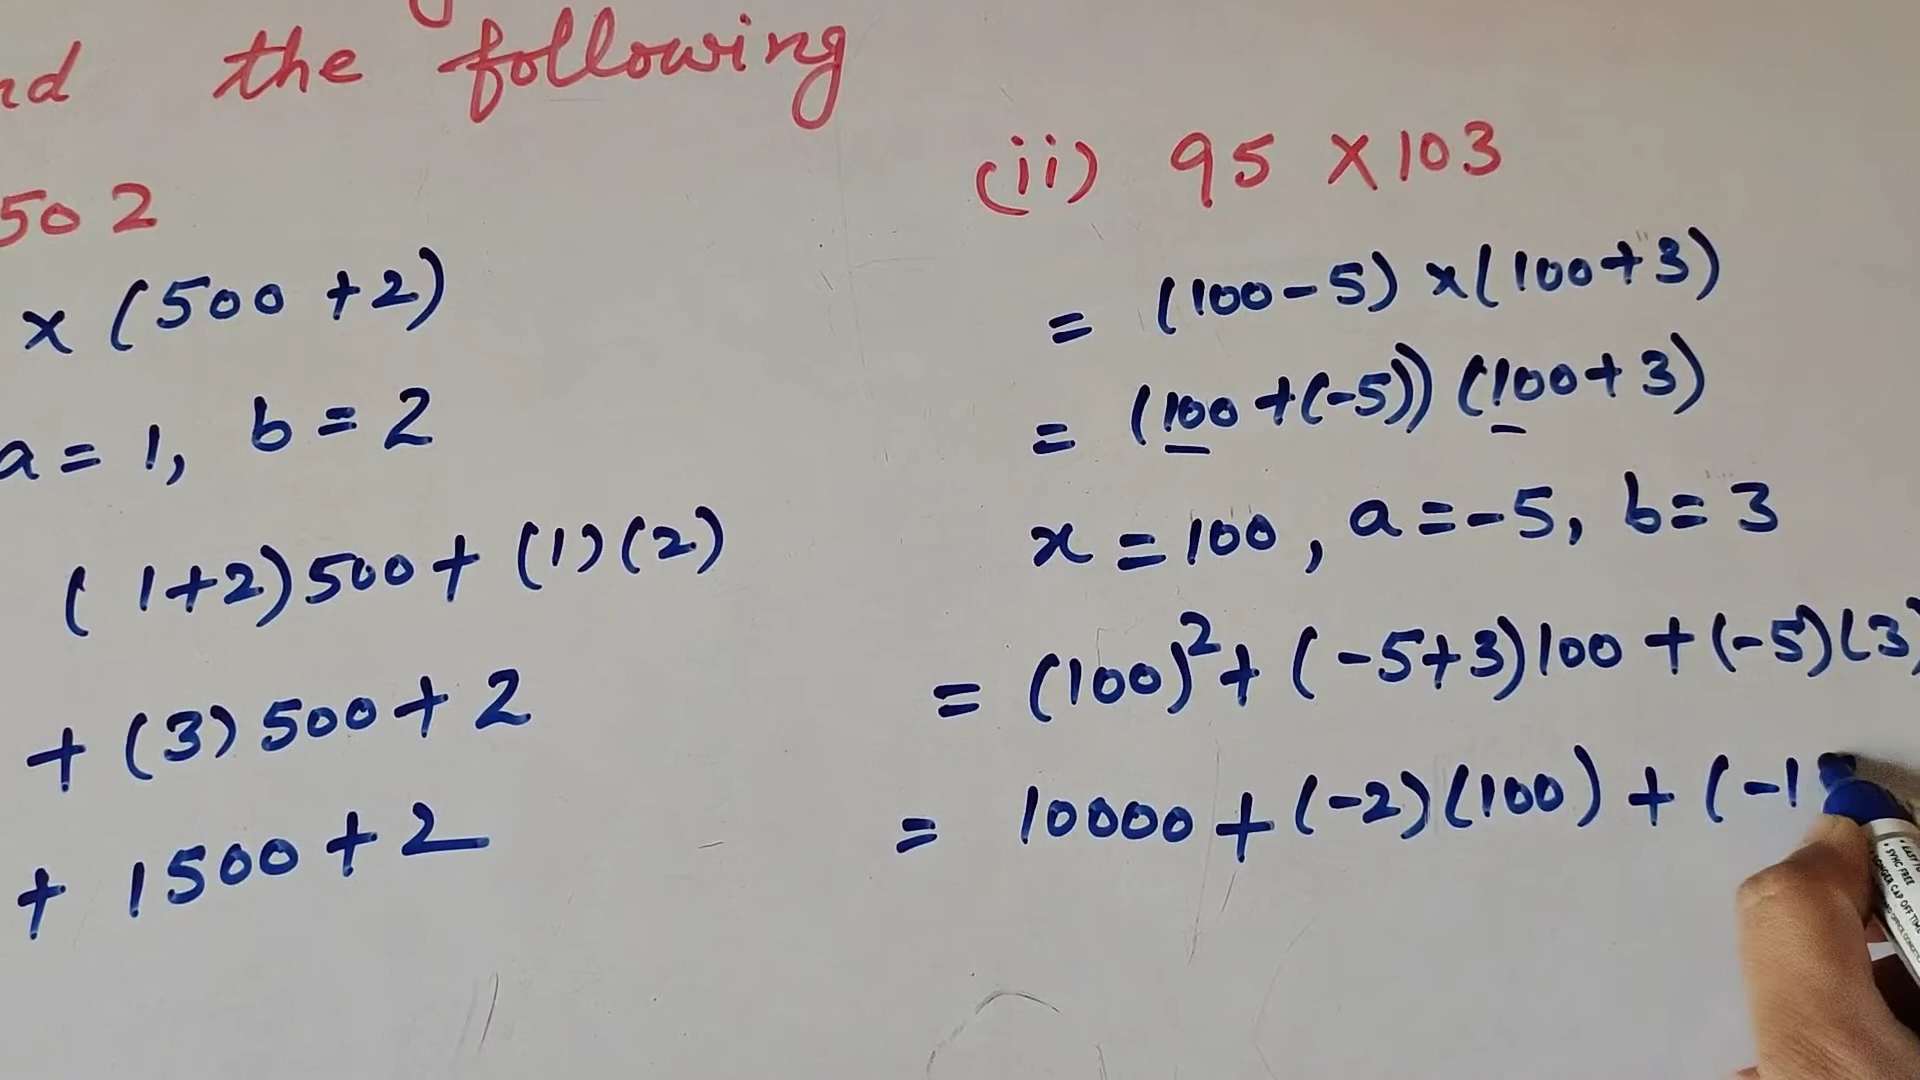 the following
502
x (500 + 2)
a = 1, b = 2
(1+2) 500 + (1) (2)
+ (3) 500 + 2
+ 1500 + 2
(ii) 95 X 103
= (100 - 5) x (100 + 3)
= (100 + (-5)) (100 + 3)
x = 100, a = -5, b = 3
= (100)² + (-5+3) 100 + (-5) (3)
= 10000 + (-2) (100) + (-1